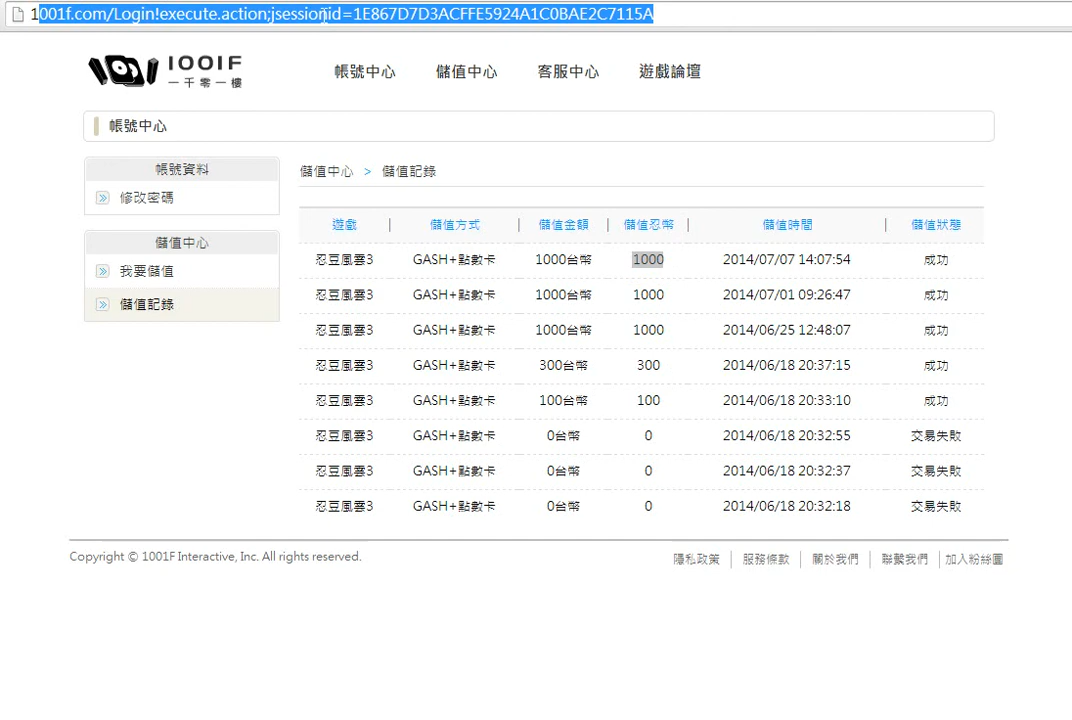 1001f.com/Login!execute.action;jsessionid=1E867D7D3ACFFE5924A1C0BAE2C7115A
1001F
一千零一樓
帳號中心 儲值中心 客服中心 遊戲論壇
帳號中心
帳號資料
修改密碼
儲值中心
我要儲值
儲值記錄
儲值中心 > 儲值記錄
遊戲 | 儲值方式 | 儲值金額 | 儲值忍幣 | 儲值時間 | 儲值狀態
忍豆風雲3 GASH+點數卡 1000台幣 1000 2014/07/07 14:07:54 成功
忍豆風雲3 GASH+點數卡 1000台幣 1000 2014/07/01 09:26:47 成功
忍豆風雲3 GASH+點數卡 1000台幣 1000 2014/06/25 12:48:07 成功
忍豆風雲3 GASH+點數卡 300台幣 300 2014/06/18 20:37:15 成功
忍豆風雲3 GASH+點數卡 100台幣 100 2014/06/18 20:33:10 成功
忍豆風雲3 GASH+點數卡 0台幣 0 2014/06/18 20:32:55 交易失敗
忍豆風雲3 GASH+點數卡 0台幣 0 2014/06/18 20:32:37 交易失敗
忍豆風雲3 GASH+點數卡 0台幣 0 2014/06/18 20:32:18 交易失敗
Copyright © 1001F Interactive, Inc. All rights reserved.
隱私政策 | 服務條款 | 關於我們 | 聯繫我們 | 加入粉絲團